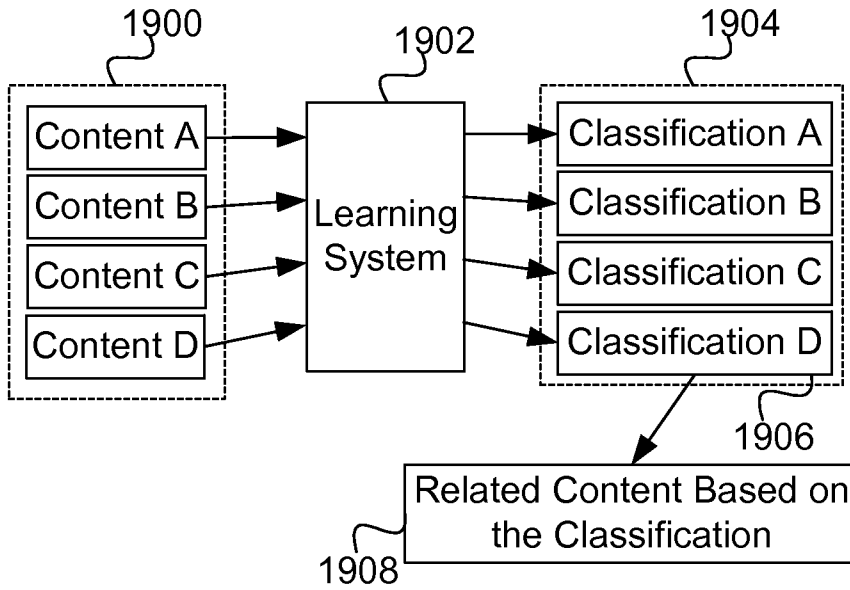 1900
1902
1904
Content A
Content B
Content C
Content D
Learning
System
Classification A
Classification B
Classification C
Classification D
1906
Related Content Based on
the Classification
1908